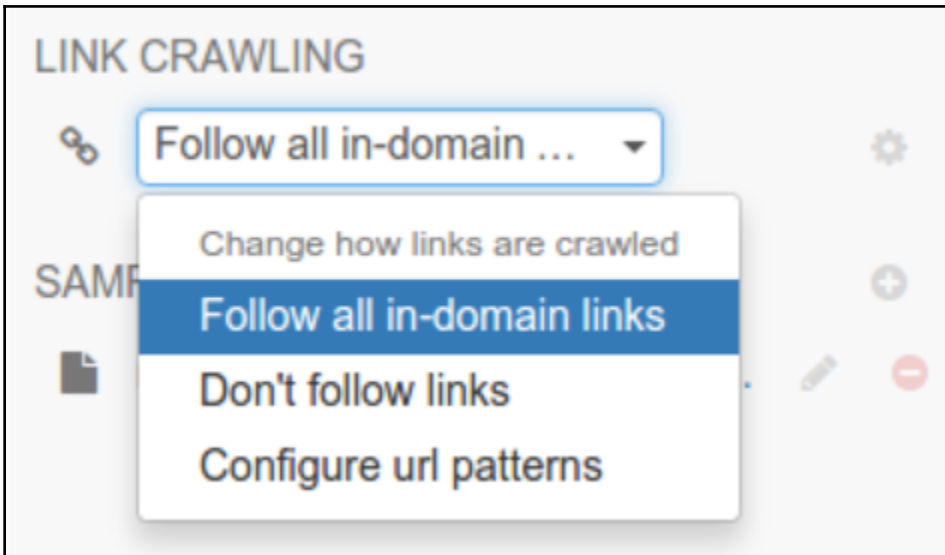 LINK CRAWLING
Follow all in-domain ...
Change how links are crawled
SAM
Follow all in-domain links
Don't follow links
Configure url patterns